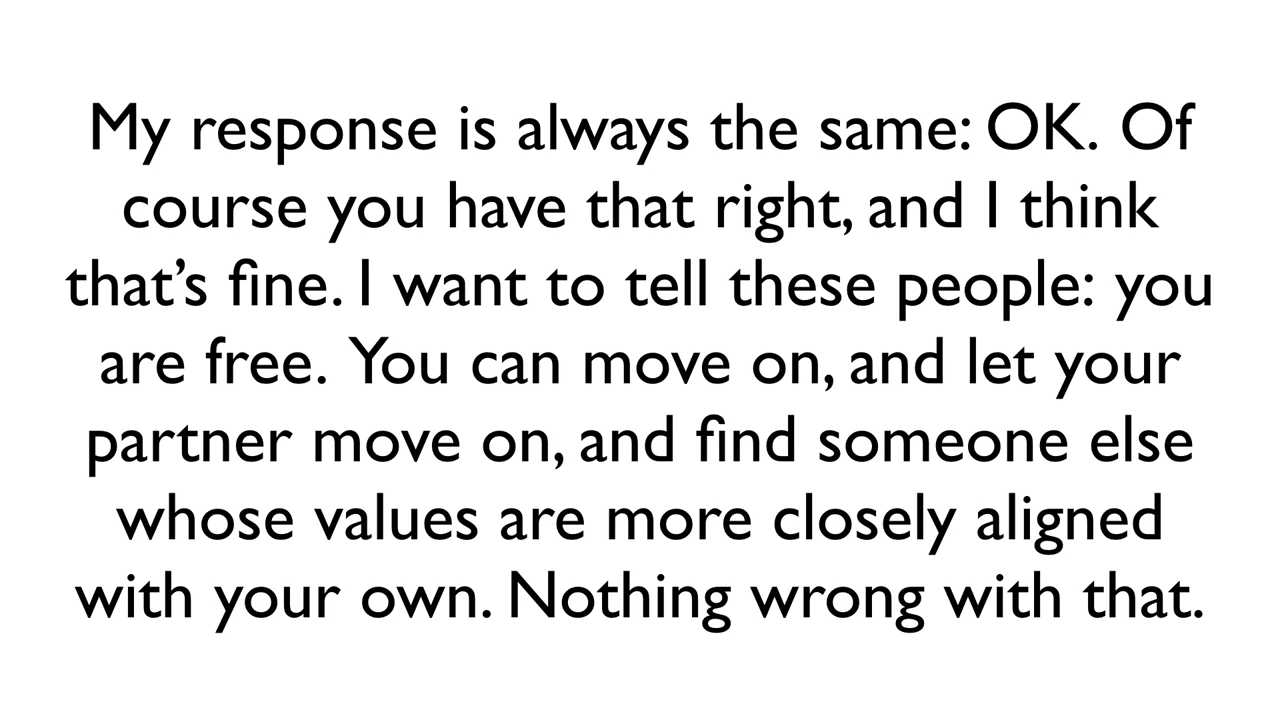 My response is always the same: OK. Of
course you have that right, and I think
that’s fine. I want to tell these people: you
are free. You can move on, and let your
partner move on, and find someone else
whose values are more closely aligned
with your own. Nothing wrong with that.